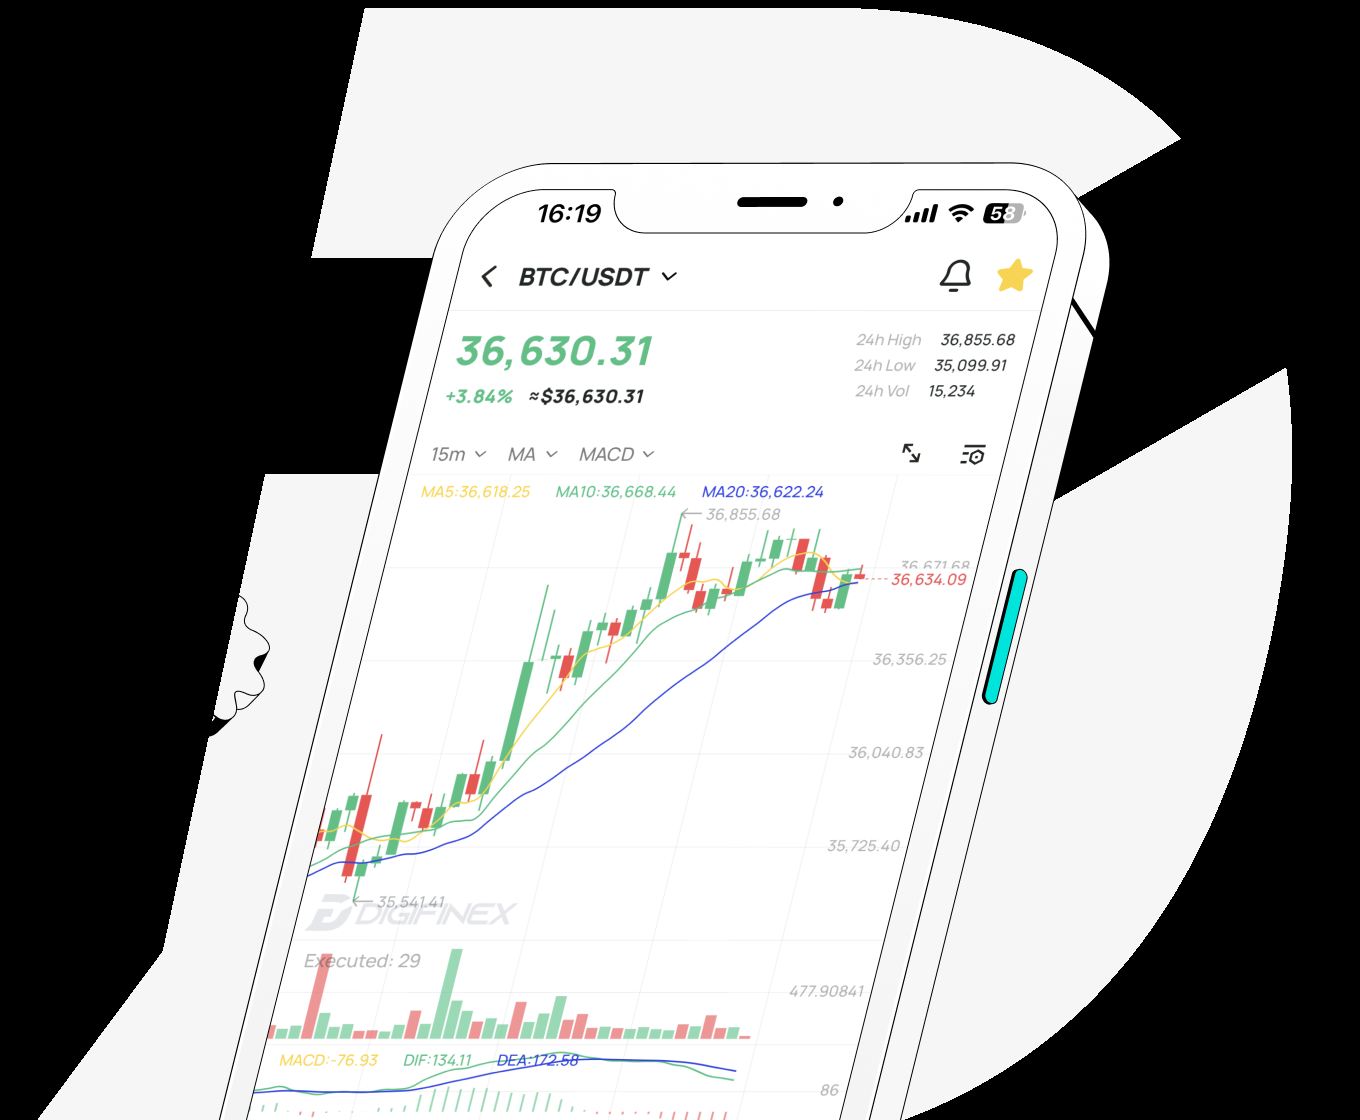 16:19 58
BTC/USDT
36,630.31
24h High 36,855.68
24h Low 35,099.91
+3.84% ≈$36,630.31
24h Vol 15,234
15m MA MACD
MA5:36,618.25 MA10:36,668.44 MA20:36,622.24
36,855.68
36,671.68
36,634.09
36,356.25
36,040.83
35,725.40
35,541.41
DIGIFINEX
Executed: 29
477.90841
MACD:-76.93 DIF:134.11 DEA:172.58
86